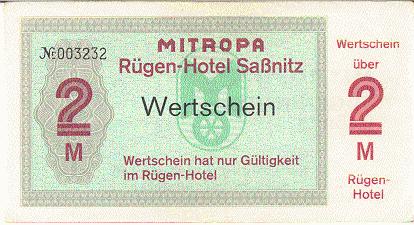 №003232
MITROPA
Rügen-Hotel Saßnitz
Wertschein
2
M
Wertschein hat nur Gültigkeit
im Rügen-Hotel
Wertschein
über
2
M
Rügen-
Hotel